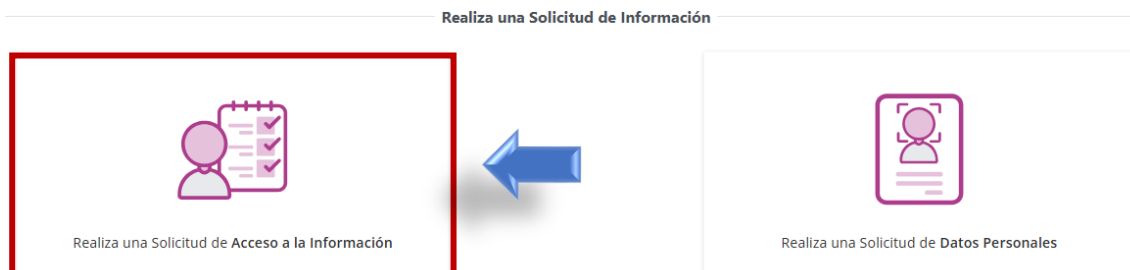 Realiza una Solicitud de Información
Realiza una Solicitud de Acceso a la Información
Realiza una Solicitud de Datos Personales